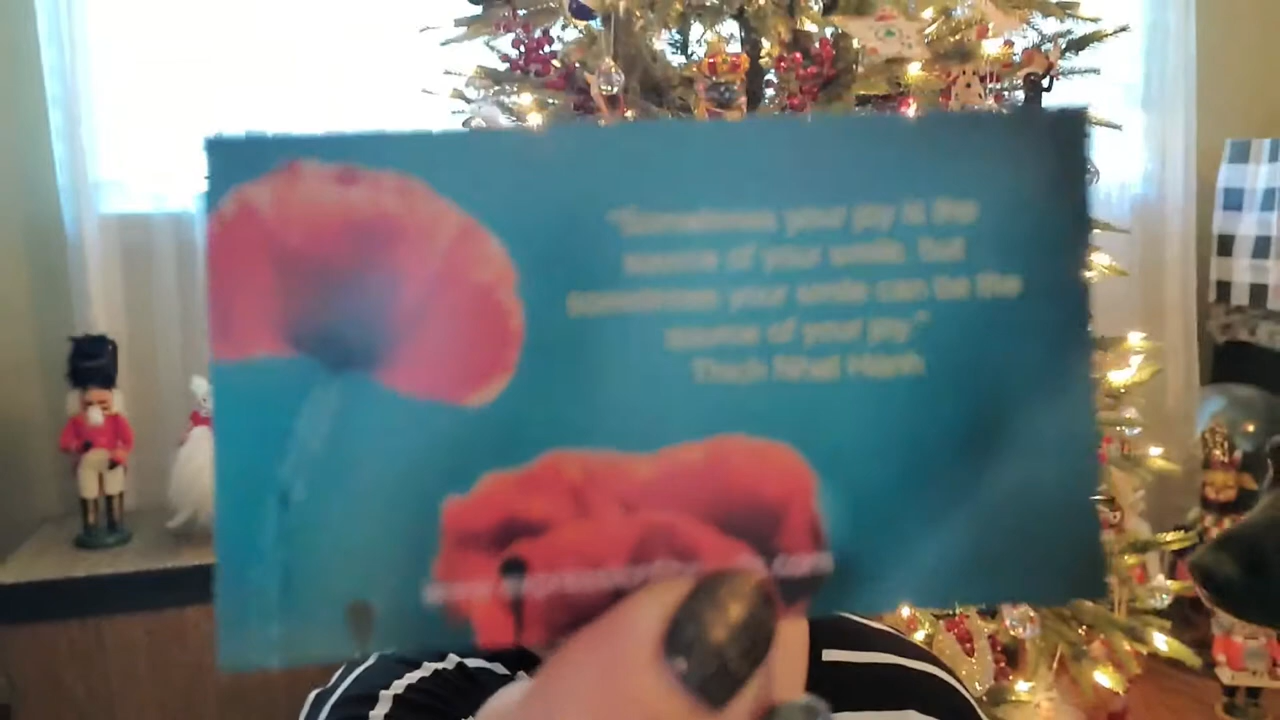 "Sometimes your joy is the
source of your smile, but
sometimes your smile can be the
source of your joy."
Thich Nhat Hanh